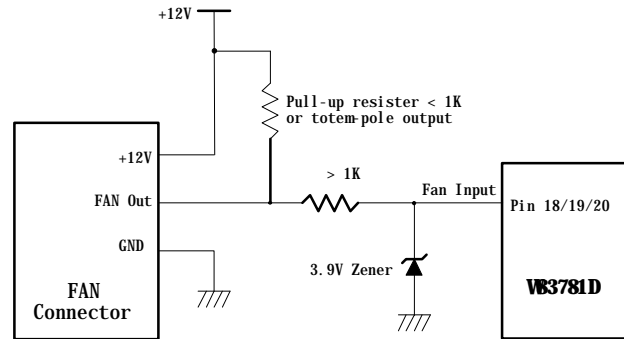 +12V
Pull-up resister < 1K
or totem-pole output
+12V
> 1K
Fan Input
FAN Out
Pin 18/19/20
GND
3.9V Zener
FAN
Connector
W83781D